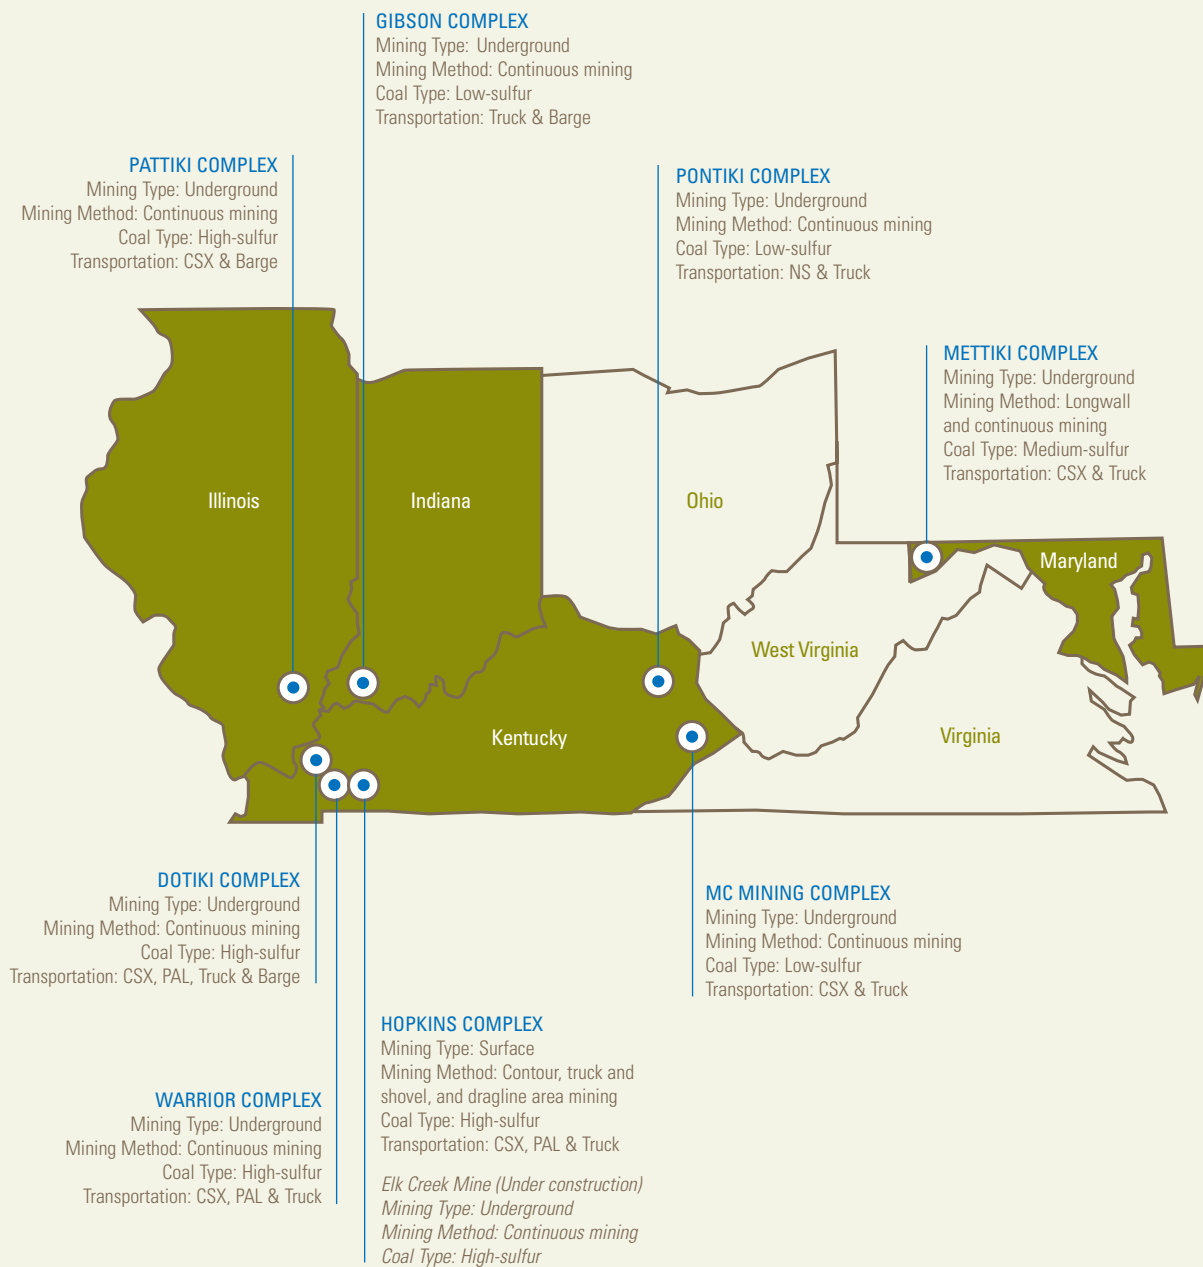 GIBSON COMPLEX
Mining Type: Underground
Mining Method: Continuous mining
Coal Type: Low-sulfur
Transportation: Truck & Barge
PATTIKI COMPLEX
Mining Type: Underground
Mining Method: Continuous mining
Coal Type: High-sulfur
Transportation: CSX & Barge
PONTIKI COMPLEX
Mining Type: Underground
Mining Method: Continuous mining
Coal Type: Low-sulfur
Transportation: NS & Truck
METTIKI COMPLEX
Mining Type: Underground
Mining Method: Longwall
and continuous mining
Coal Type: Medium-sulfur
Transportation: CSX & Truck
Illinois
Indiana
Ohio
Maryland
West Virginia
Kentucky
Virginia
DOTIKI COMPLEX
Mining Type: Underground
Mining Method: Continuous mining
Coal Type: High-sulfur
Transportation: CSX, PAL, Truck & Barge
MC MINING COMPLEX
Mining Type: Underground
Mining Method: Continuous mining
Coal Type: Low-sulfur
Transportation: CSX & Truck
HOPKINS COMPLEX
Mining Type: Surface
Mining Method: Contour, truck and
shovel, and dragline area mining
Coal Type: High-sulfur
Transportation: CSX, PAL & Truck
Elk Creek Mine (Under construction)
Mining Type: Underground
Mining Method: Continuous mining
Coal Type: High-sulfur
WARRIOR COMPLEX
Mining Type: Underground
Mining Method: Continuous mining
Coal Type: High-sulfur
Transportation: CSX, PAL & Truck